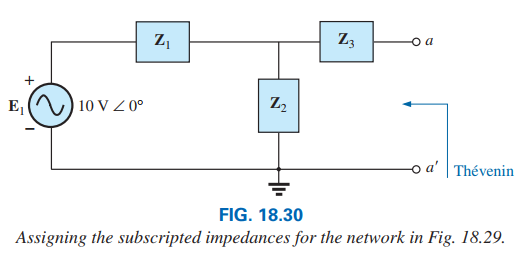 Z1
Z3
a
+
E1
10 V ∠ 0°
Z2
–
a′
Thévenin
FIG. 18.30
Assigning the subscripted impedances for the network in Fig. 18.29.